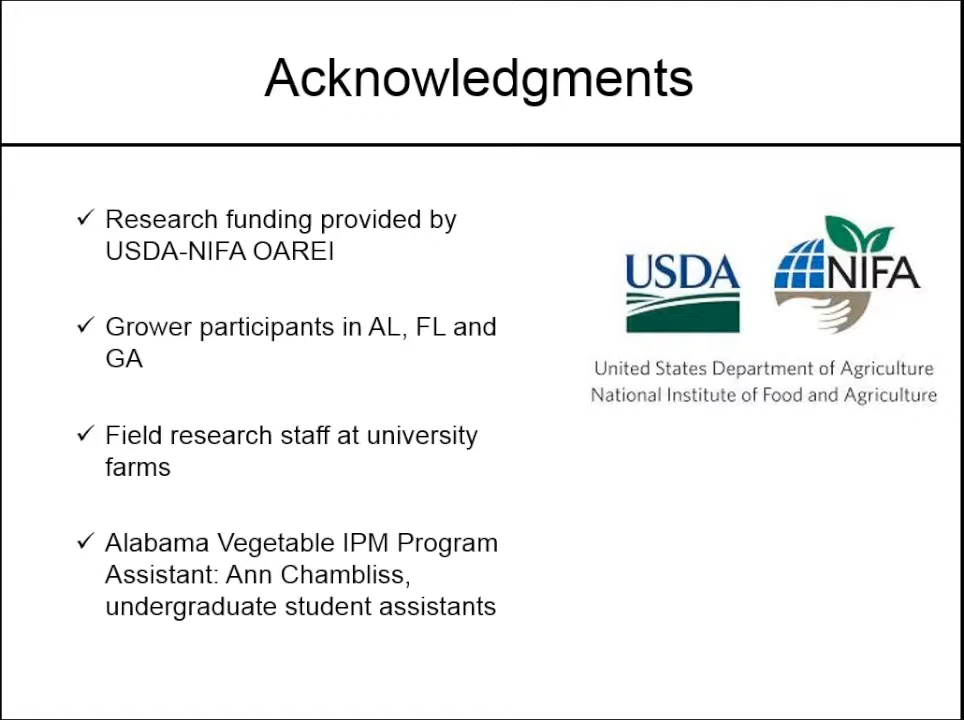 Acknowledgments
✓ Research funding provided by
USDA-NIFA OAREI
✓ Grower participants in AL, FL and
GA
✓ Field research staff at university
farms
✓ Alabama Vegetable IPM Program
Assistant: Ann Chambliss,
undergraduate student assistants
USDA
NIFA
United States Department of Agriculture
National Institute of Food and Agriculture